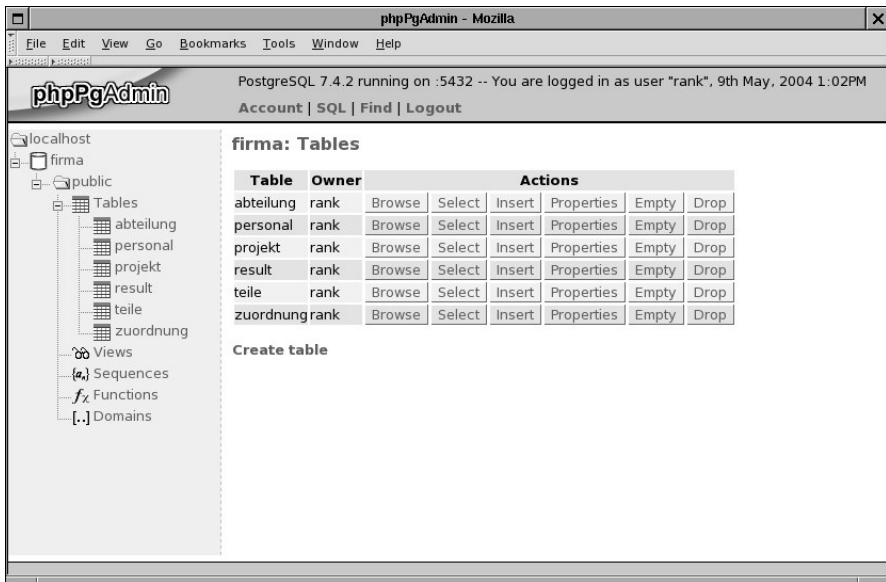 phpPgAdmin - Mozilla
File Edit View Go Bookmarks Tools Window Help
phpPgAdmin
PostgreSQL 7.4.2 running on :5432 -- You are logged in as user "rank", 9th May, 2004 1:02PM
Account | SQL | Find | Logout
localhost
firma
public
Tables
abteilung
personal
projekt
result
teile
zuordnung
Views
{aₙ} Sequences
fχ Functions
[..] Domains
firma: Tables
Table Owner Actions
abteilung rank Browse Select Insert Properties Empty Drop
personal rank Browse Select Insert Properties Empty Drop
projekt rank Browse Select Insert Properties Empty Drop
result rank Browse Select Insert Properties Empty Drop
teile rank Browse Select Insert Properties Empty Drop
zuordnung rank Browse Select Insert Properties Empty Drop
Create table